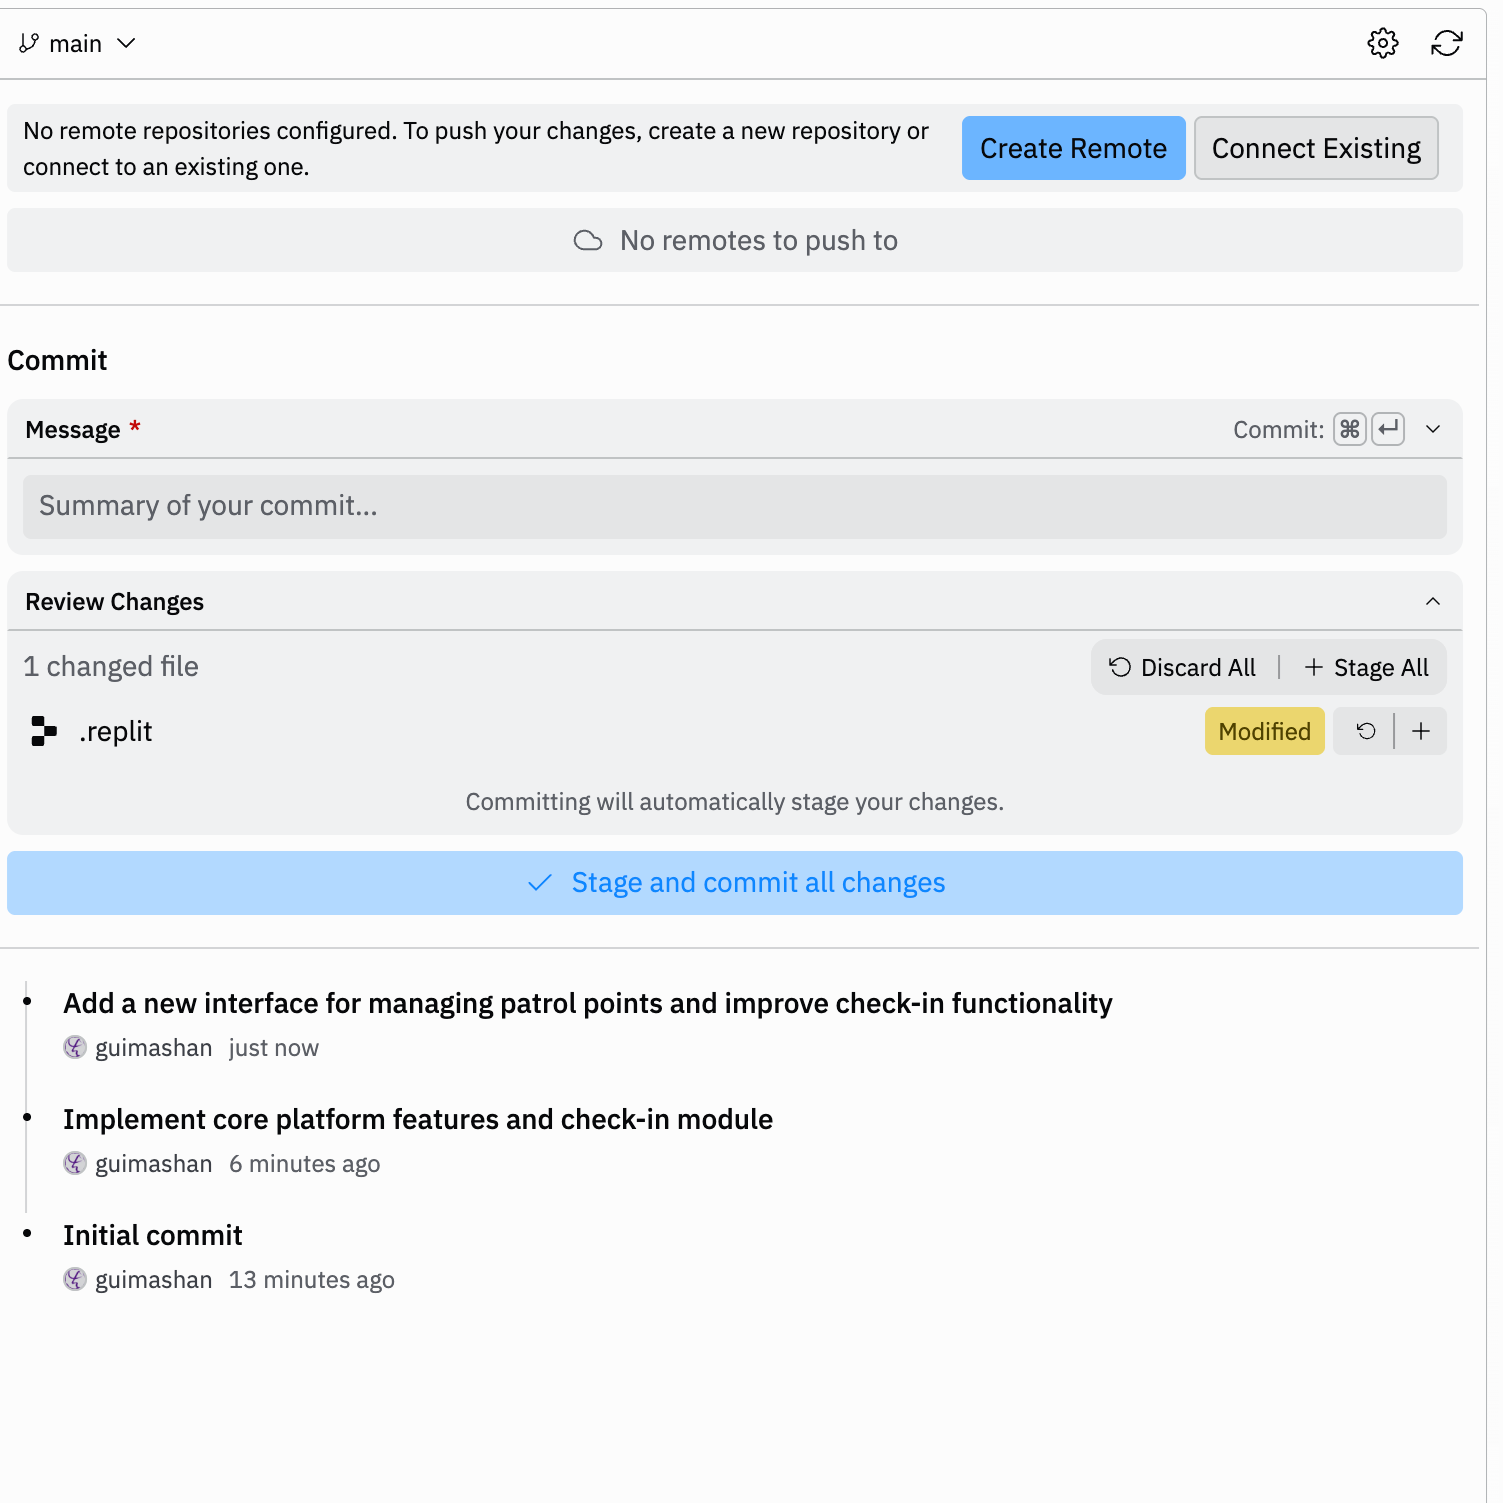 main
No remote repositories configured. To push your changes, create a new repository or
connect to an existing one.
Create Remote
Connect Existing
No remotes to push to
Commit
Message *
Commit: ⌘ ↵
Summary of your commit...
Review Changes
1 changed file
Discard All
Stage All
.replit
Modified
Committing will automatically stage your changes.
Stage and commit all changes
Add a new interface for managing patrol points and improve check-in functionality
guimashan just now
Implement core platform features and check-in module
guimashan 6 minutes ago
Initial commit
guimashan 13 minutes ago